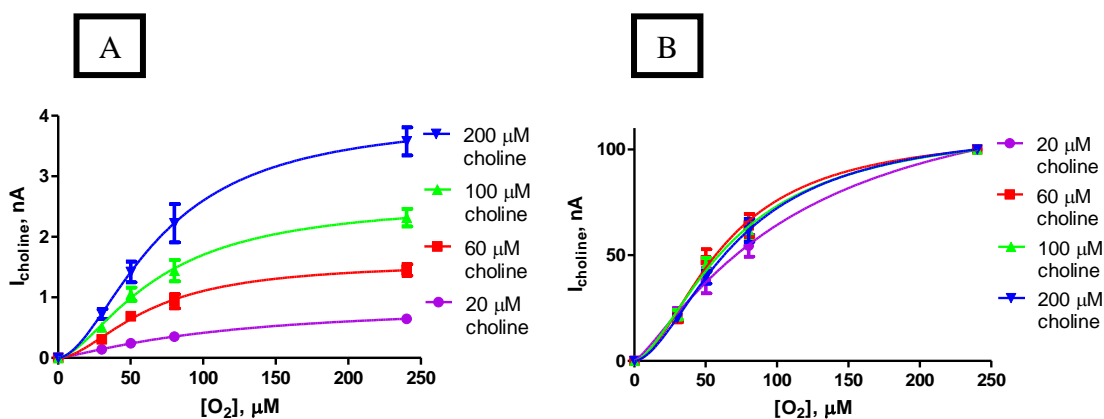 A
4
3
2
1
0
I choline, nA
0 50 100 150 200 250
[O2], μM
200 μM
choline
100 μM
choline
60 μM
choline
20 μM
choline
B
100
50
0
I choline, nA
0 50 100 150 200 250
[O2], μM
20 μM
choline
60 μM
choline
100 μM
choline
200 μM
choline